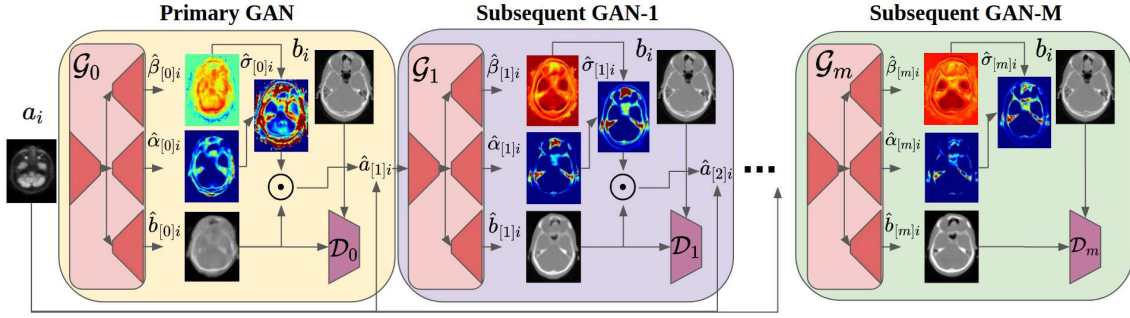 Primary GAN
Subsequent GAN-1
Subsequent GAN-M
𝒢₀
β̂[0]i
σ̂[0]i
bᵢ
aᵢ
α̂[0]i
â[1]i
b̂[0]i
𝒟₀
𝒢₁
β̂[1]i
σ̂[1]i
bᵢ
α̂[1]i
â[2]i
b̂[1]i
𝒟₁
...
𝒢ₘ
β̂[m]i
σ̂[m]i
bᵢ
α̂[m]i
b̂[m]i
𝒟ₘ